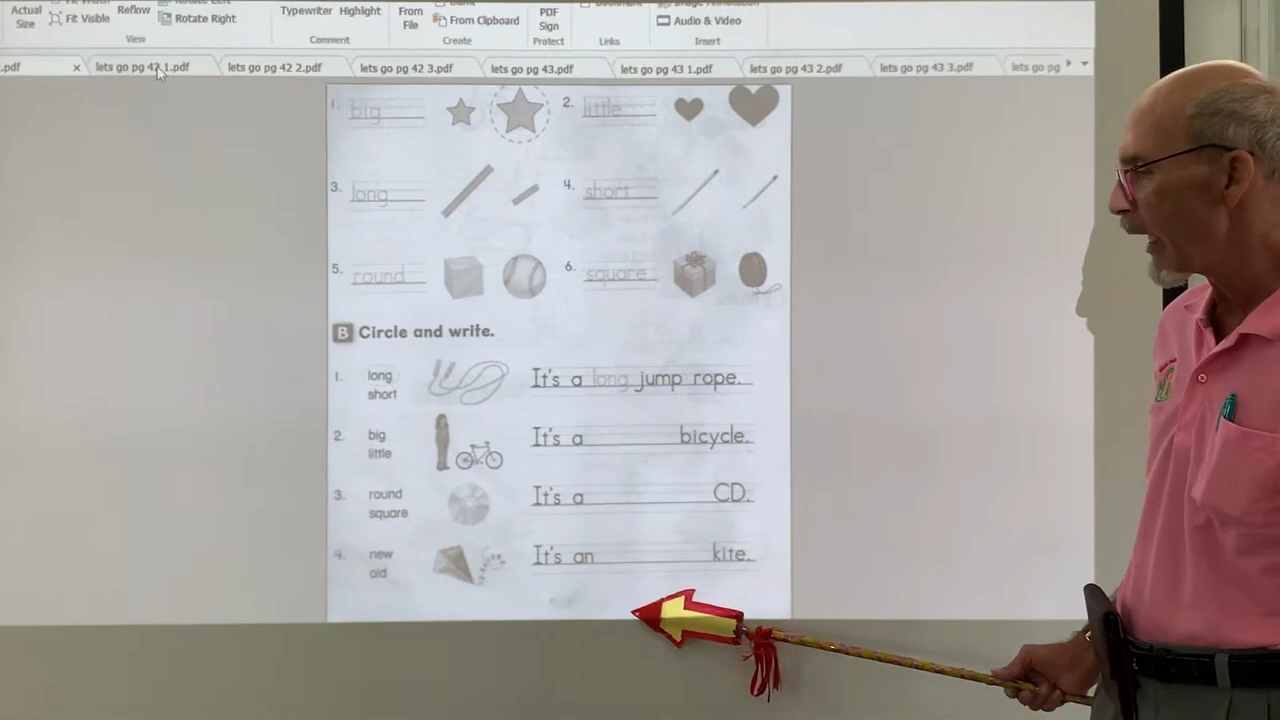 Actual
Size
Fit Visible
Reflow
Rotate Right
View
Typewriter
Highlight
Comment
From
File
From Clipboard
Create
PDF
Sign
Protect
Links
Audio & Video
Insert
.pdf
lets go pg 42 1.pdf
lets go pg 42 2.pdf
lets go pg 42 3.pdf
lets go pg 43.pdf
lets go pg 43 1.pdf
lets go pg 43 2.pdf
lets go pg 43 3.pdf
lets go pg
1. big
2. little
3. long
4. short
5. round
6. square
B Circle and write.
1. long
short
It's a long jump rope.
2. big
little
It's a bicycle.
3. round
square
It's a CD.
4. new
old
It's an kite.